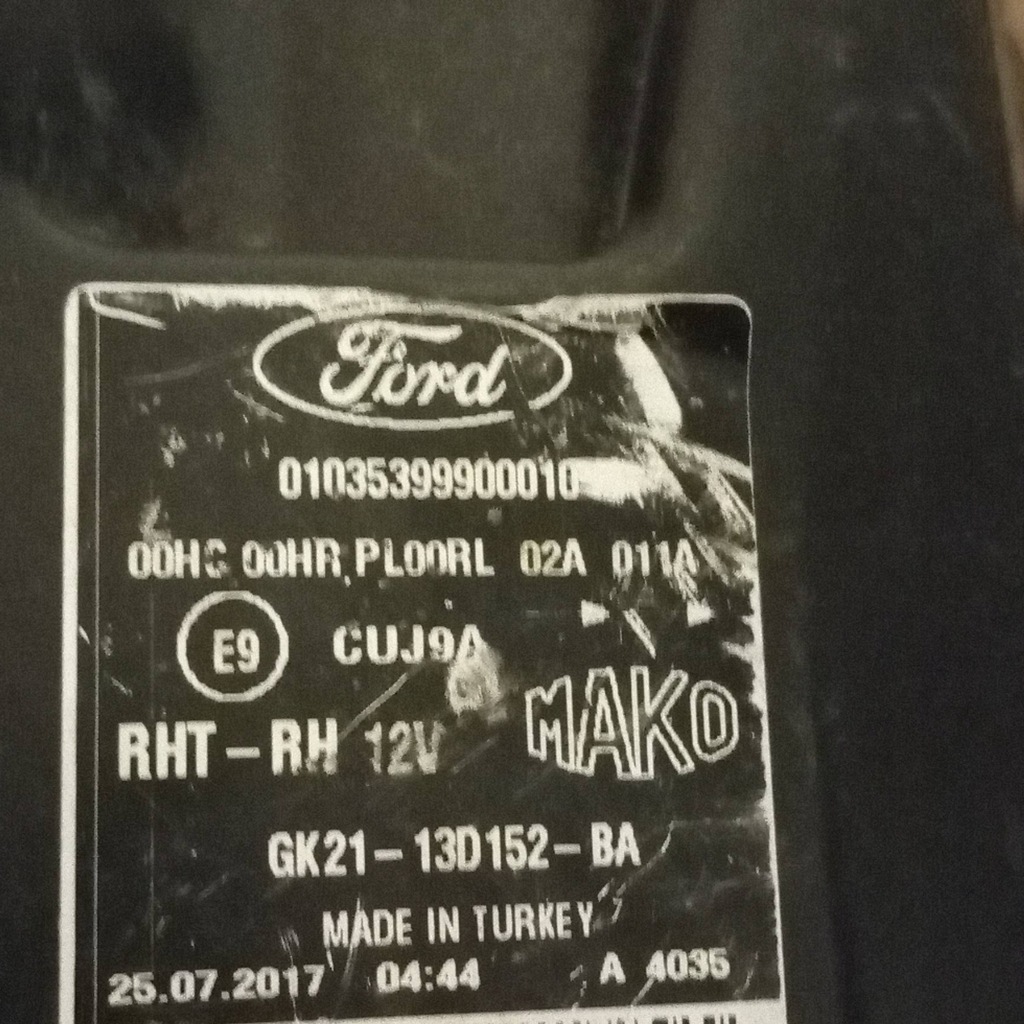 Ford
01035399900010
00HC 00HR PL00RL 02A 011A
E9 CUJ9A
MAKO
RHT-RH 12V
GK21-13D152-BA
MADE IN TURKEY
25.07.2017 04:44 A 4035